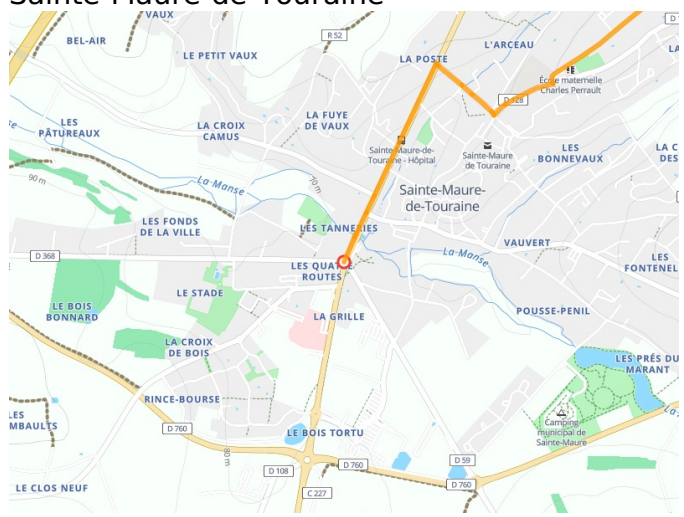 Sainte-Maure-de-Touraine
VAUX
BEL-AIR
R 52
LE PETIT VAUX
LA POSTE
L'ARCEAU
École maternelle
Charles Perrault
D 128
LA FUYE
DE VAUX
LES
PÂTUREAUX
LA CROIX
CAMUS
Sainte-Maure-de-
Touraine - Hôpital
Sainte-Maure
de Touraine
LES
BONNEVAUX
90 m
La Manse
70 m
Sainte-Maure-
de-Touraine
LES FONDS
DE LA VILLE
LES TANNERIES
VAUVERT
La Manse
D 368
LES QUATRE
ROUTES
LES
FONTENEL
LE STADE
LE BOIS
BONNARD
LA GRILLE
POUSSE-PENIL
LA CROIX
DE BOIS
LES PRÉS DU
MARANT
RINCE-BOURSE
LES
MBAULTS
D 760
LE BOIS TORTU
Camping
municipal de
Sainte-Maure
80 m
D 59
D 108
D 760
D 760
LE CLOS NEUF
C 227